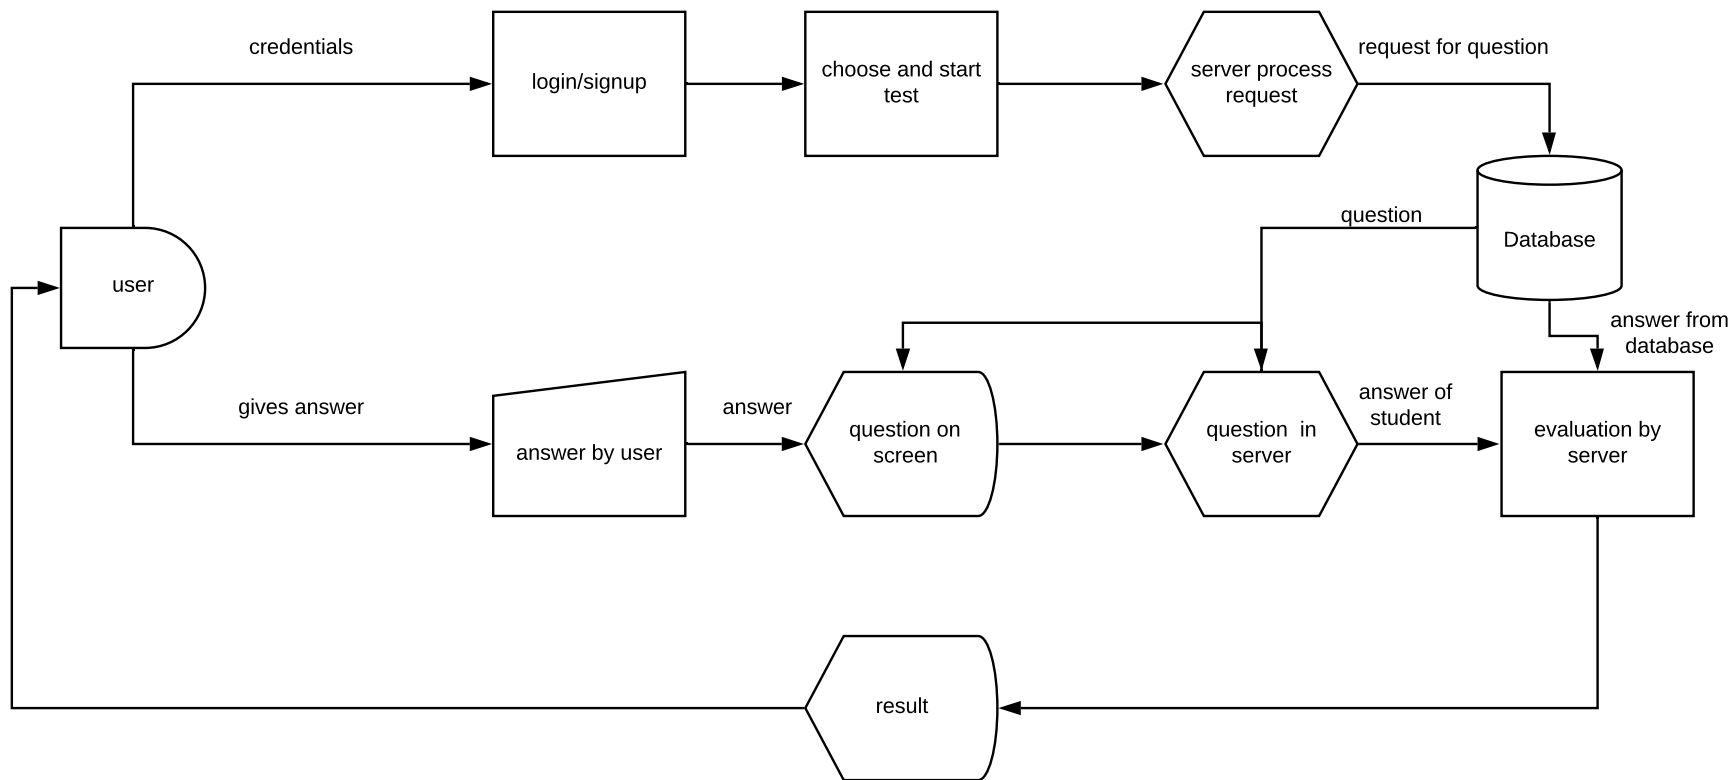 credentials
login/signup
choose and start
test
server process
request
request for question
question
Database
user
answer from
database
gives answer
answer by user
answer
question on
screen
question  in
server
answer of
student
evaluation by
server
result